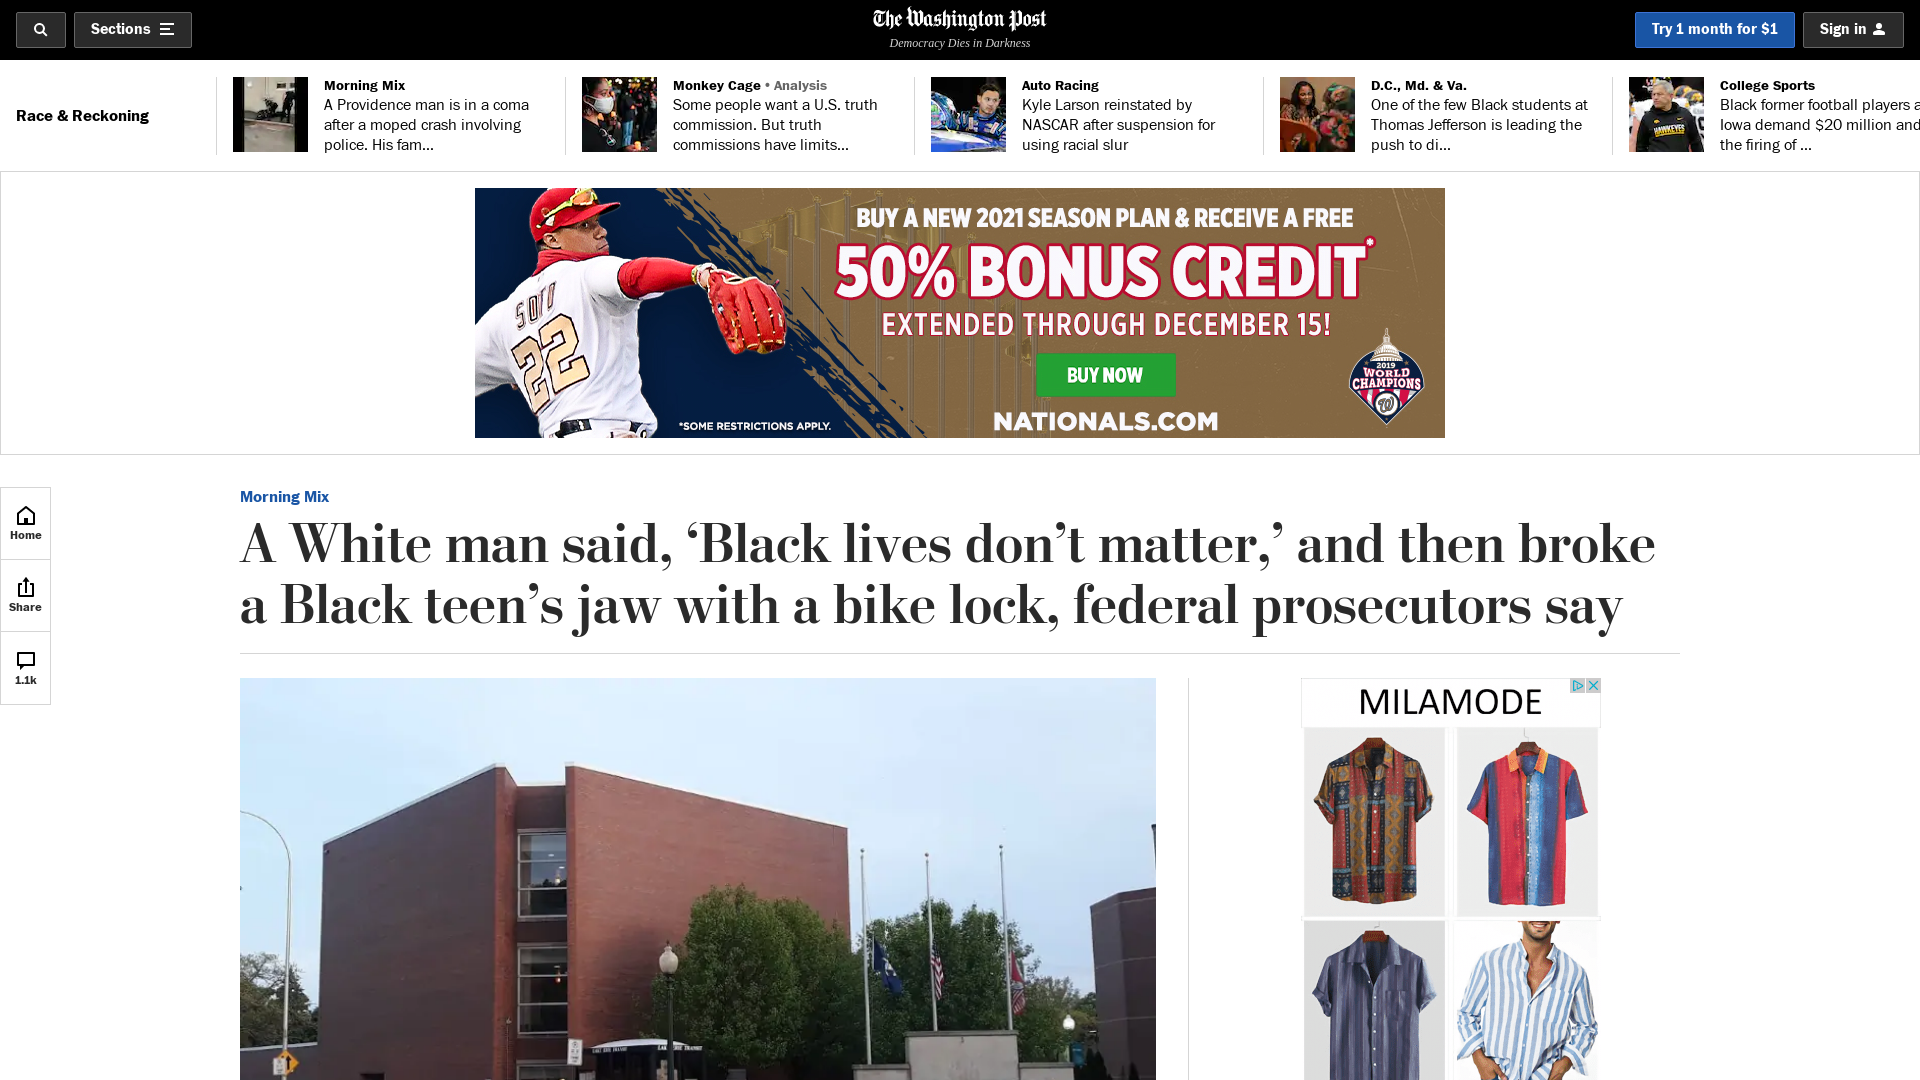 Sections
The Washington Post
Democracy Dies in Darkness
Try 1 month for $1
Sign in
Race & Reckoning
Morning Mix
A Providence man is in a coma
after a moped crash involving
police. His fam...
Monkey Cage • Analysis
Some people want a U.S. truth
commission. But truth
commissions have limits...
Auto Racing
Kyle Larson reinstated by
NASCAR after suspension for
using racial slur
D.C., Md. & Va.
One of the few Black students at
Thomas Jefferson is leading the
push to di...
College Sports
Black former football players a
Iowa demand $20 million and
the firing of ...
HAWKEYES
BUY A NEW 2021 SEASON PLAN & RECEIVE A FREE
50% BONUS CREDIT*
EXTENDED THROUGH DECEMBER 15!
BUY NOW
NATIONALS.COM
*SOME RESTRICTIONS APPLY.
SOTO
22
2019
WORLD
CHAMPIONS
W
Home
Share
1.1k
Morning Mix
A White man said, ‘Black lives don’t matter,’ and then broke
a Black teen’s jaw with a bike lock, federal prosecutors say
MILAMODE